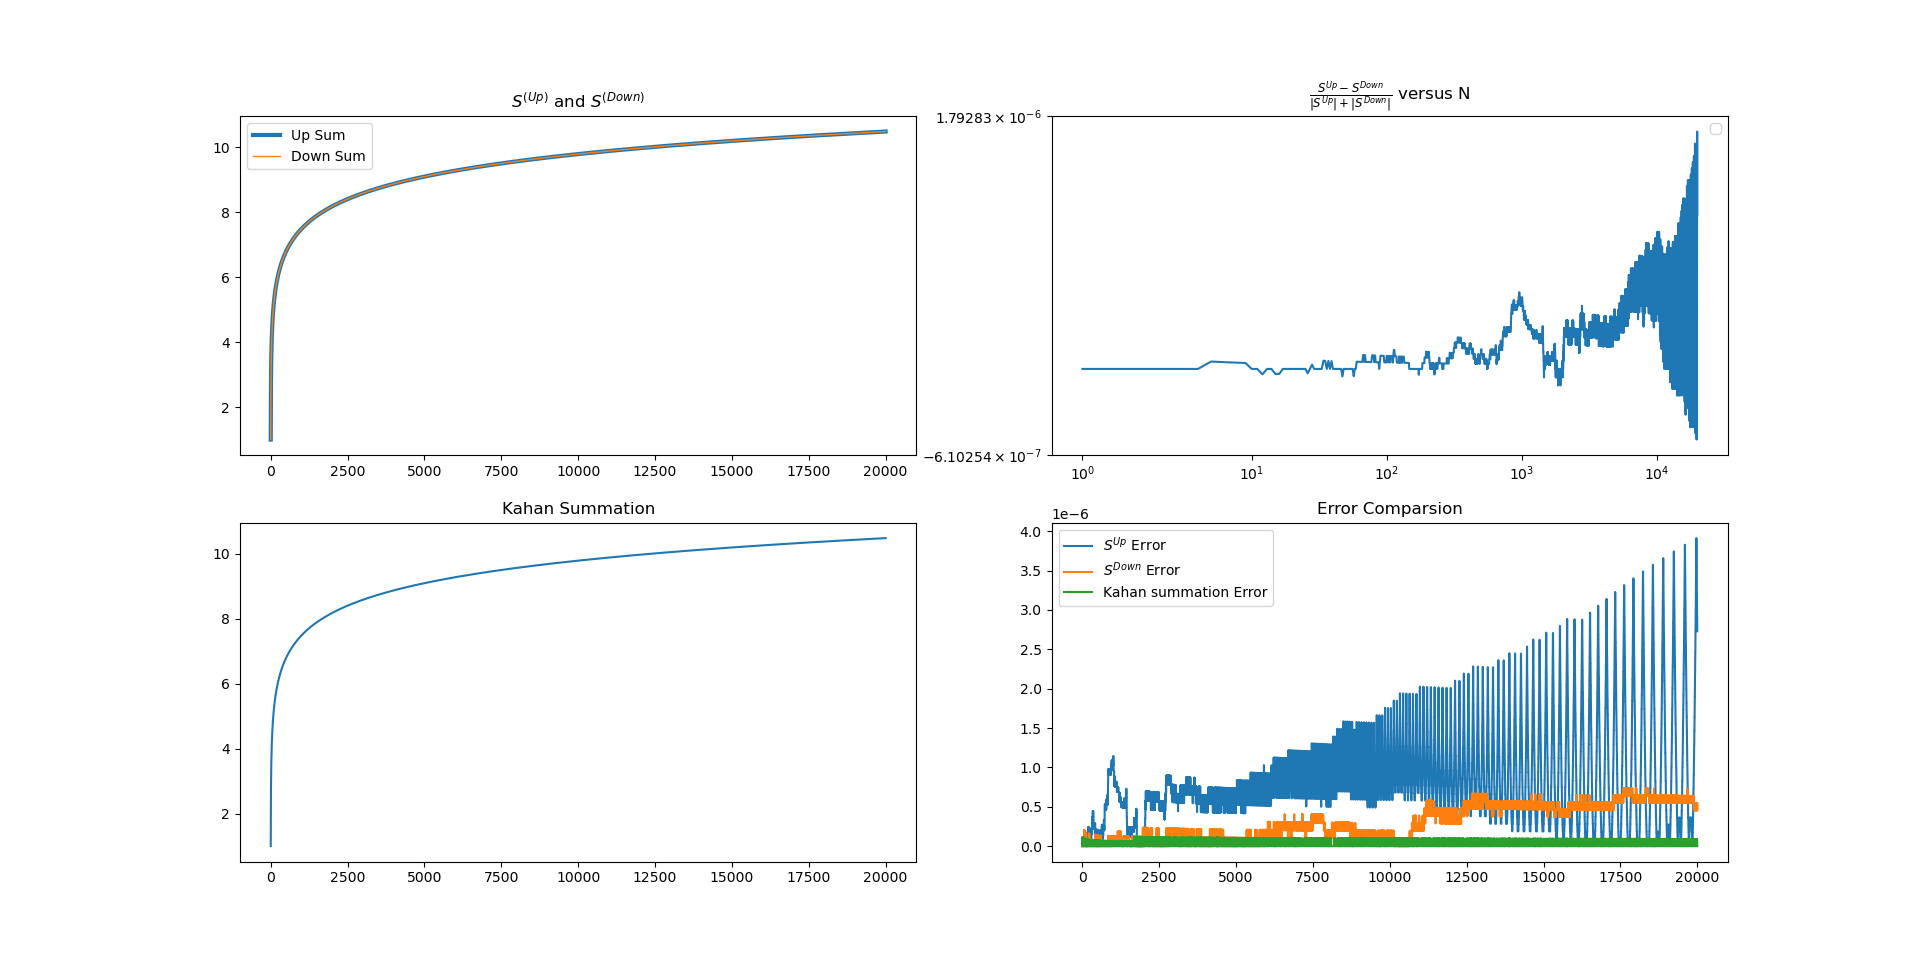 S^(Up) and S^(Down)
Up Sum
Down Sum
10
8
6
4
2
0 2500 5000 7500 10000 12500 15000 17500 20000
S^Up − S^Down / |S^Up| + |S^Down| versus N
1.79283 × 10^−6
−6.10254 × 10^−7
10^0 10^1 10^2 10^3 10^4
Kahan Summation
10
8
6
4
2
0 2500 5000 7500 10000 12500 15000 17500 20000
Error Comparsion
1e−6
S^Up Error
S^Down Error
Kahan summation Error
4.0
3.5
3.0
2.5
2.0
1.5
1.0
0.5
0.0
0 2500 5000 7500 10000 12500 15000 17500 20000